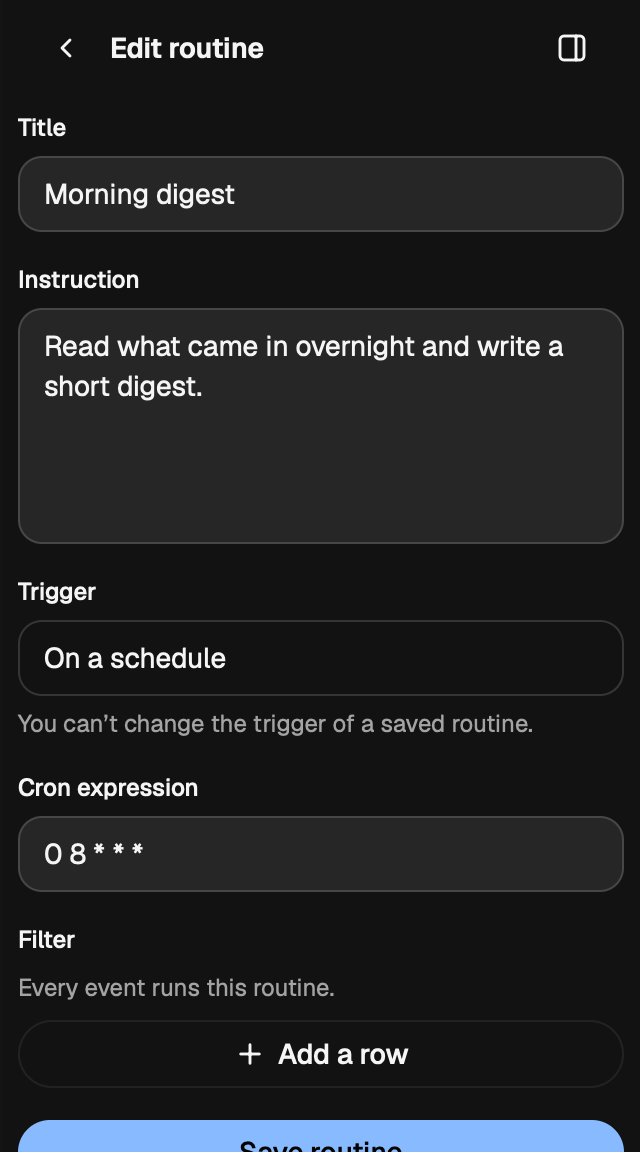 Edit routine
Title
Morning digest
Instruction
Read what came in overnight and write a
short digest.
Trigger
On a schedule
You can’t change the trigger of a saved routine.
Cron expression
0 8 * * *
Filter
Every event runs this routine.
+ Add a row
Save routine